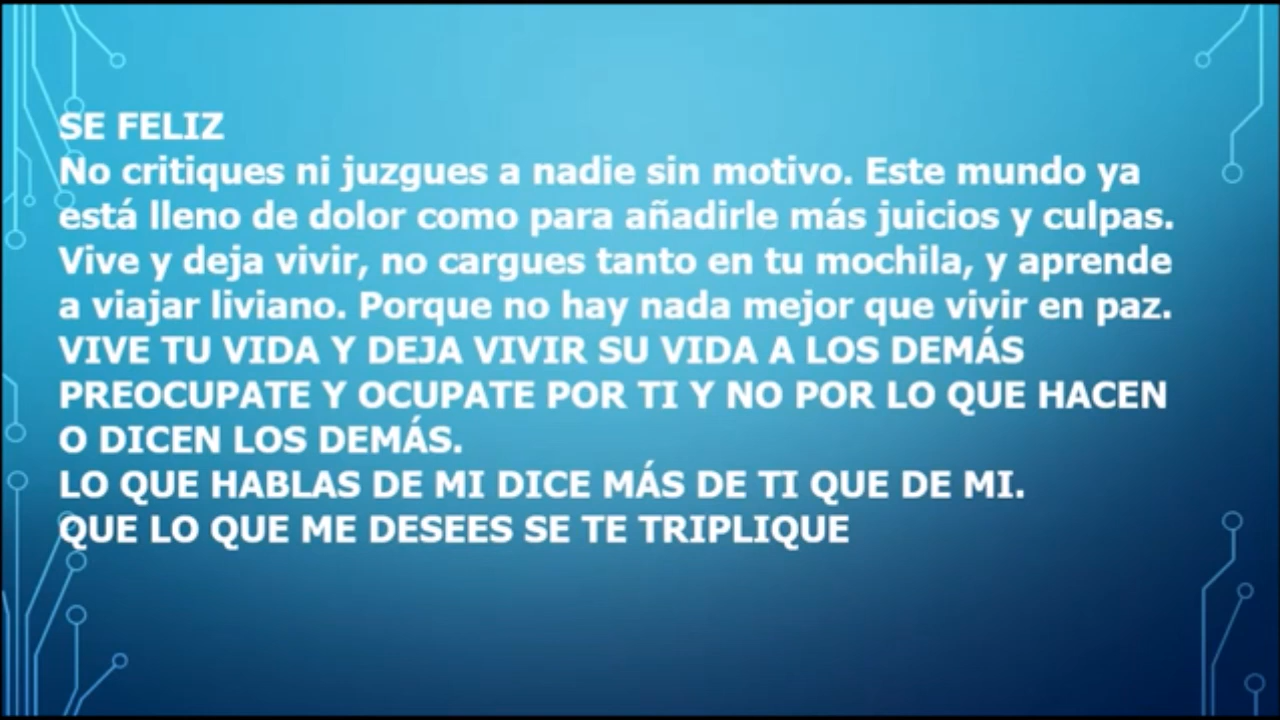 SE FELIZ
No critiques ni juzgues a nadie sin motivo. Este mundo ya
está lleno de dolor como para añadirle más juicios y culpas.
Vive y deja vivir, no cargues tanto en tu mochila, y aprende
a viajar liviano. Porque no hay nada mejor que vivir en paz.
VIVE TU VIDA Y DEJA VIVIR SU VIDA A LOS DEMÁS
PREOCUPATE Y OCUPATE POR TI Y NO POR LO QUE HACEN
O DICEN LOS DEMÁS.
LO QUE HABLAS DE MI DICE MÁS DE TI QUE DE MI.
QUE LO QUE ME DESEES SE TE TRIPLIQUE